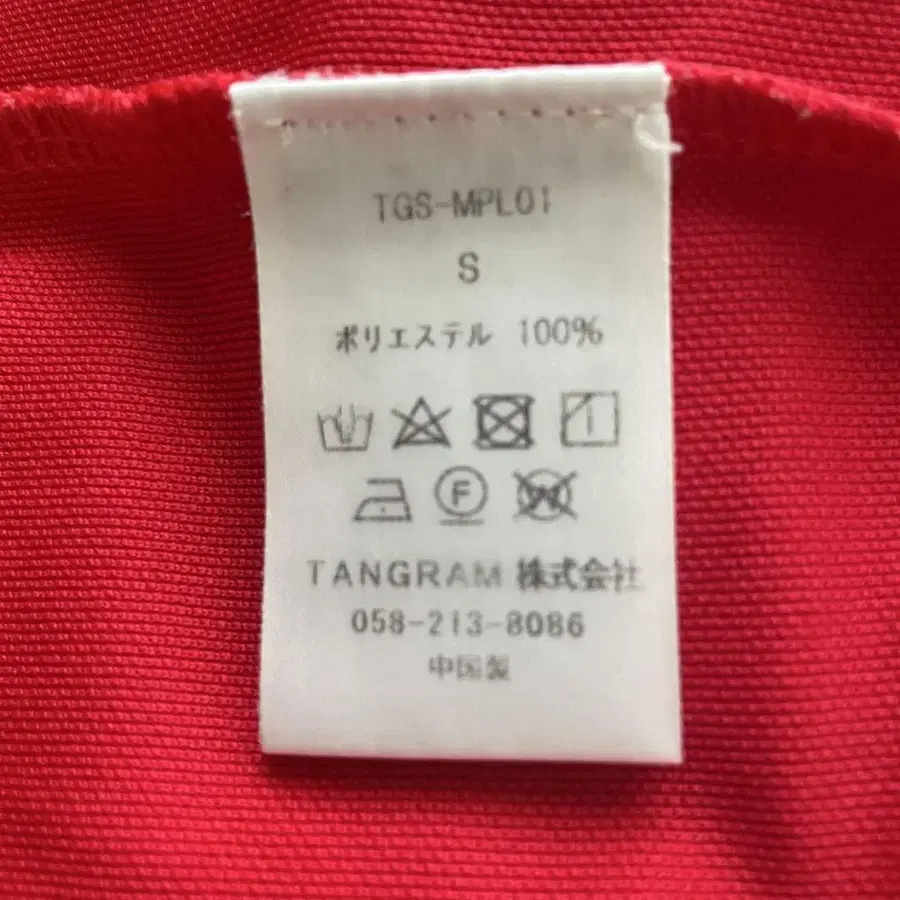 TGS-MPL01
S
ポリエステル 100%
F
W
TANGRAM 株式会社
058-213-8086
中国製